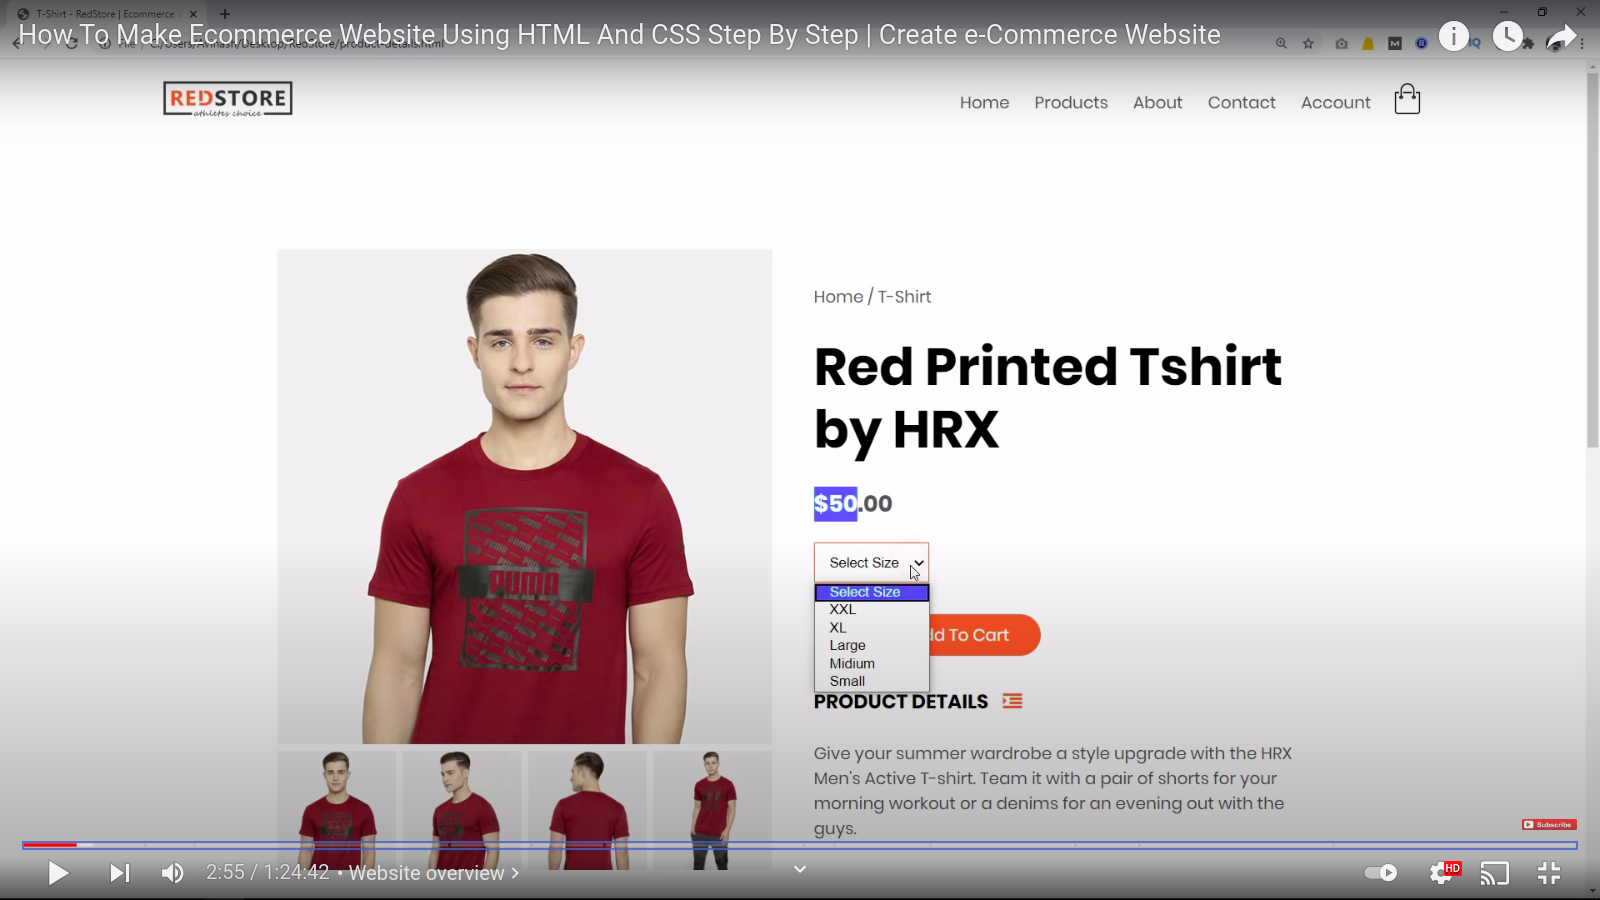 T-Shirt - RedStore | Ecommerce
How To Make Ecommerce Website Using HTML And CSS Step By Step | Create e-Commerce Website
REDSTORE
athletes choice
Home Products About Contact Account
Home / T-Shirt
Red Printed Tshirt
by HRX
$50.00
Select Size
Select Size
XXL
XL
Large
Midium
Small
dd To Cart
PRODUCT DETAILS
Give your summer wardrobe a style upgrade with the HRX
Men's Active T-shirt. Team it with a pair of shorts for your
morning workout or a denims for an evening out with the
guys.
PUMA
Subscribe
2:55 / 1:24:42 • Website overview
HD